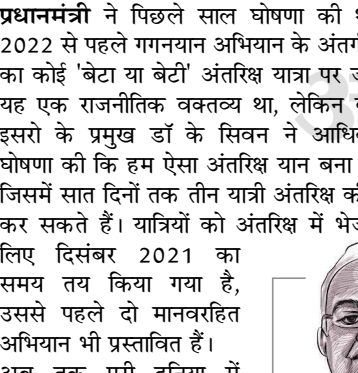 प्रधानमंत्री ने पिछले साल घोषणा की
2022 से पहले गगनयान अभियान के अंतर्ग
का कोई 'बेटा या बेटी' अंतरिक्ष यात्रा पर
यह एक राजनीतिक वक्तव्य था, लेकिन
इसरो के प्रमुख डॉ के सिवन ने आधि
घोषणा की कि हम ऐसा अंतरिक्ष यान बना
जिसमें सात दिनों तक तीन यात्री अंतरिक्ष की
कर सकते हैं। यात्रियों को अंतरिक्ष में भेज
लिए दिसंबर 2021 का
समय तय किया गया है,
उससे पहले दो मानवरहित
अभियान भी प्रस्तावित हैं।
अब तक पूरी दुनिया में